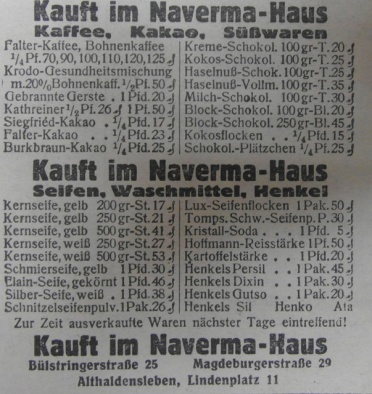 Kauft im Naverma-Haus
Kaffee, Kakao, Süßwaren
Falter-Kaffee, Bohnenkaffee
¼ Pf. 70, 90, 100, 110, 120, 125 ₰
Krodo-Gesundheitsmischung
m. 20% Bohnenkaff. ½ Pf. 50 ₰
Gebrannte Gerste . 1 Pfd. 20 ₰
Kathreiner ½ Pf. 26 ₰ 1 Pf. 50 ₰
Siegfried-Kakao . ¼ Pfd. 17 ₰
Falfer-Kakao . . ¼ Pfd. 23 ₰
Burkbraun-Kakao ¼ Pfd. 25 ₰
Kreme-Schokol. 100 gr-T. 20 ₰
Kokos-Schokol. 100 gr-T. 25 ₰
Haselnuß-Schok. 100 gr-T. 30 ₰
Haselnuß-Vollm. 100 gr-T. 35 ₰
Milch-Schokol. 100 gr-T. 30 ₰
Block-Schokol. 100 gr-Bl. 20 ₰
Block-Schokol. 250 gr-Bl. 45 ₰
Kokosflocken . . ¼ Pfd. 15 ₰
Schokol.-Plätzchen ¼ Pf. 25 ₰
Kauft im Naverma-Haus
Seifen, Waschmittel, Henkel
Kernseife, gelb 200 gr-St. 17 ₰
Kernseife, gelb 250 gr-St. 21 ₰
Kernseife, gelb 500 gr-St. 41 ₰
Kernseife, weiß 250 gr-St. 27 ₰
Kernseife, weiß 500 gr-St. 53 ₰
Schmierseife, gelb 1 Pfd. 30 ₰
Elain-Seife, gekörnt 1 Pfd. 46 ₰
Silber-Seife, weiß . 1 Pfd. 38 ₰
Schnitzelseifenpulv. 1 Pak. 26 ₰
Lux-Seifenflocken . 1 Pak. 50 ₰
Tomps. Schw.-Seifenp. P. 30 ₰
Kristall-Soda . . 1 Pfd. 5 ₰
Hoffmann-Reisstärke 1 Pf. 50 ₰
Kartoffelstärke . . 1 Pfd. 20 ₰
Henkels Persil . 1 Pak. 45 ₰
Henkels Dixin . 1 Pak. 30 ₰
Henkels Gutso . . 1 Pak. 20 ₰
Henkels Sil Henko Ata
Zur Zeit ausverkaufte Waren nächster Tage eintreffend!
Kauft im Naverma-Haus
Bülstringerstraße 25 Magdeburgerstraße 29
Althaldensleben, Lindenplatz 11